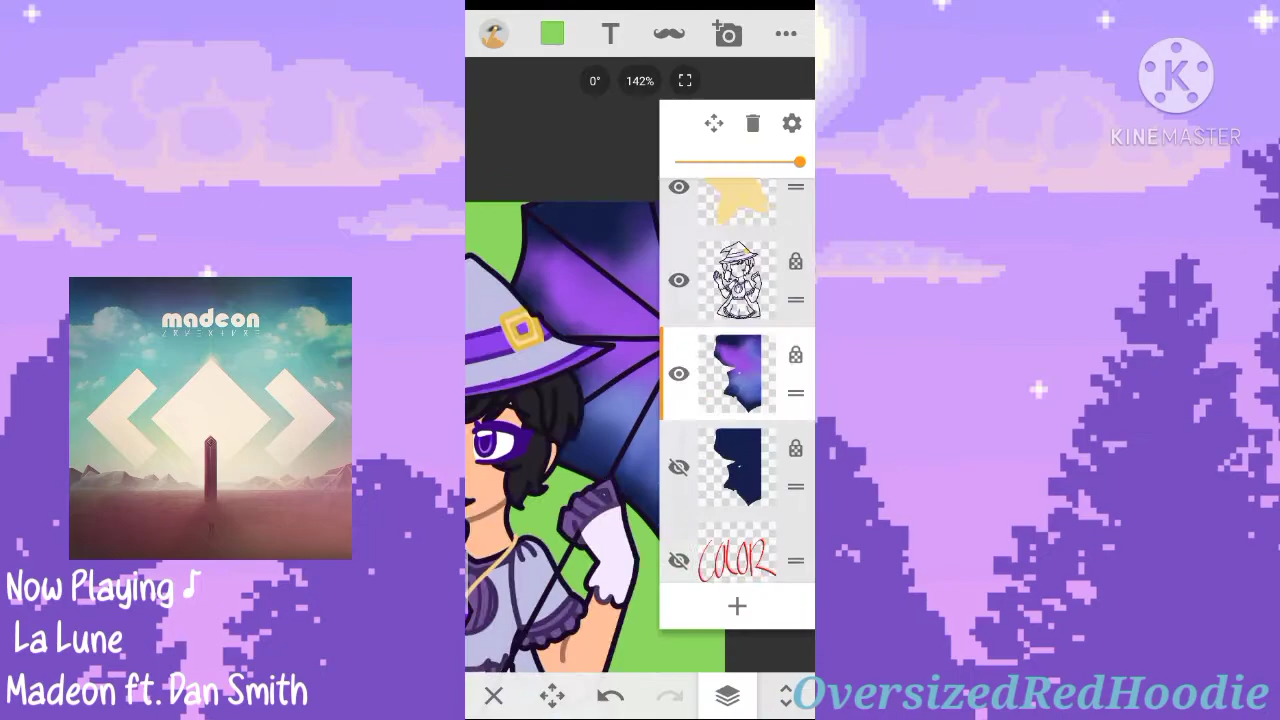 T
0°
142%
K
KINEMASTER
madeon
COLOR
Now Playing ♪
La Lune
Madeon ft. Dan Smith
OversizedRedHoodie